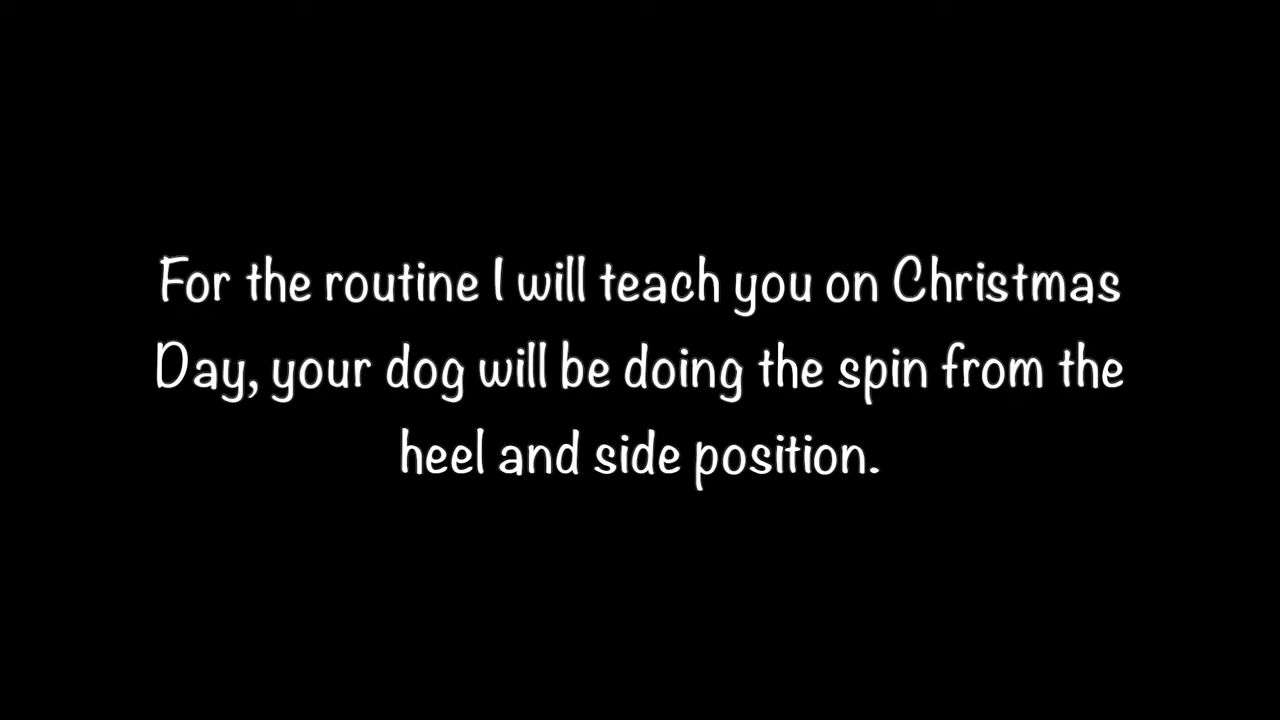 For the routine I will teach you on Christmas
Day, your dog will be doing the spin from the
heel and side position.